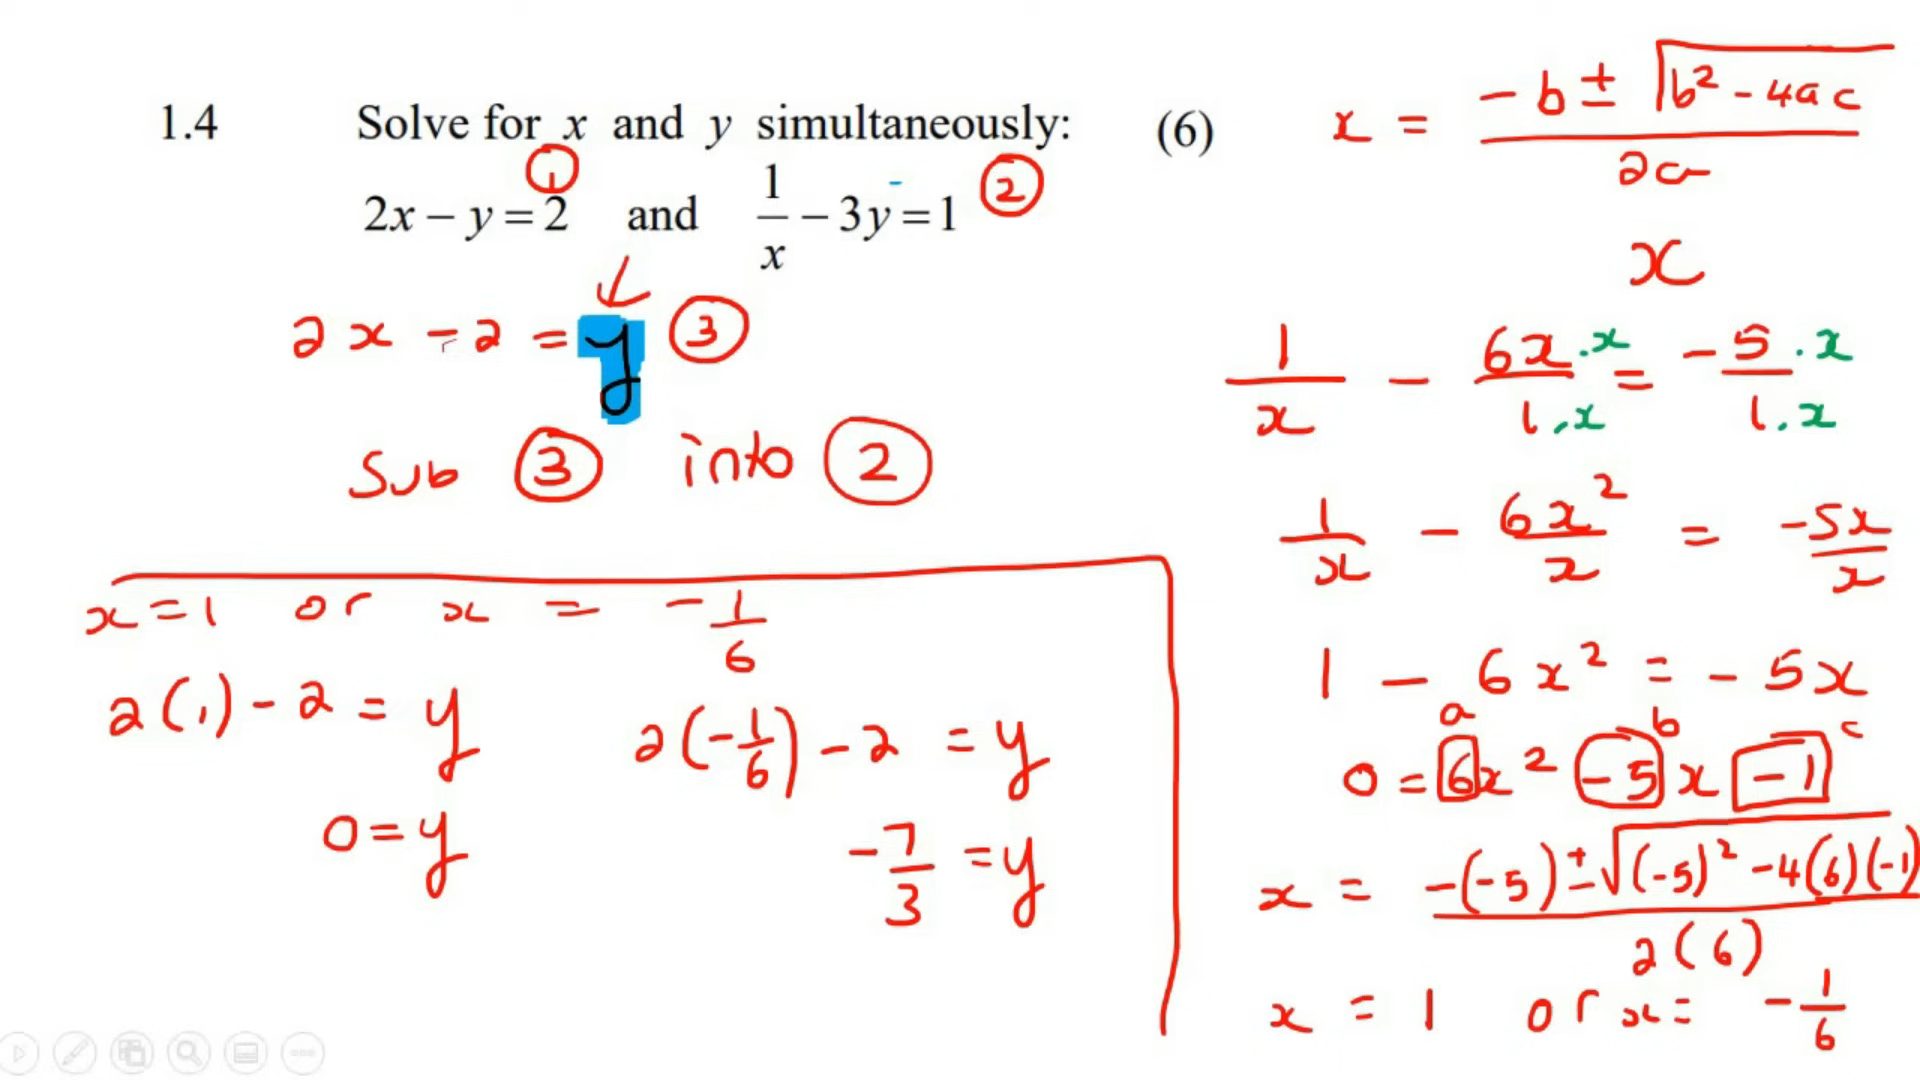 1.4 Solve for x and y simultaneously: (6)
① ②
2x − y = 2 and 1/x − 3y = 1
2x − 2 = y ③
Sub ③ into ②
x = 1 or x = −1/6
2(1) − 2 = y
0 = y
2(−1/6) − 2 = y
−7/3 = y
x = (−b ± √(b² − 4ac))/2a
x
1/x − 6x·x/1·x = −5·x/1·x
1/x − 6x²/x = −5x/x
1 − 6x² = −5x
a b c
0 = 6x² −5x −1
x = (−(−5) ± √((−5)² − 4(6)(−1)))/2(6)
x = 1 or x = −1/6